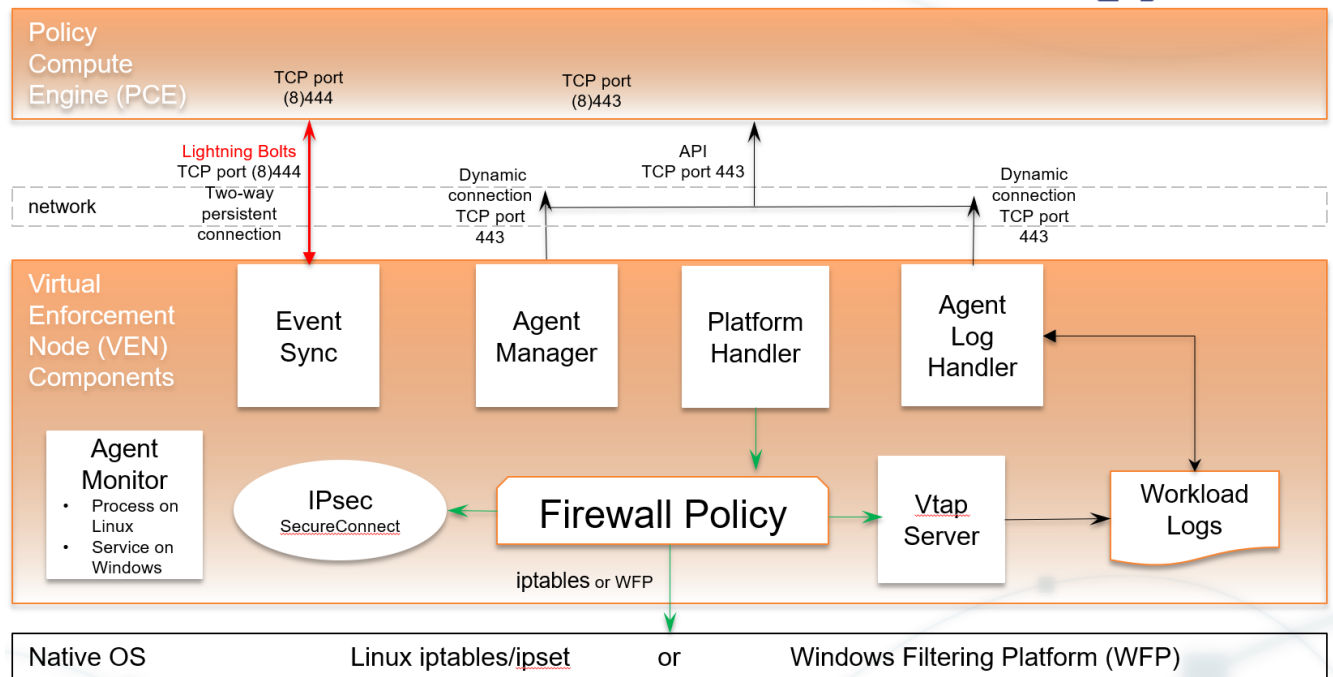 Policy
Compute
Engine (PCE)
TCP port
(8)444
TCP port
(8)443
Lightning Bolts
TCP port (8)444
Two-way
persistent
connection
network
Dynamic
connection
TCP port
443
API
TCP port 443
Dynamic
connection
TCP port
443
Virtual
Enforcement
Node (VEN)
Components
Event
Sync
Agent
Manager
Platform
Handler
Agent
Log
Handler
Agent
Monitor
• Process on
Linux
• Service on
Windows
IPsec
SecureConnect
Firewall Policy
Vtap
Server
Workload
Logs
iptables or WFP
Native OS
Linux iptables/ipset
or
Windows Filtering Platform (WFP)